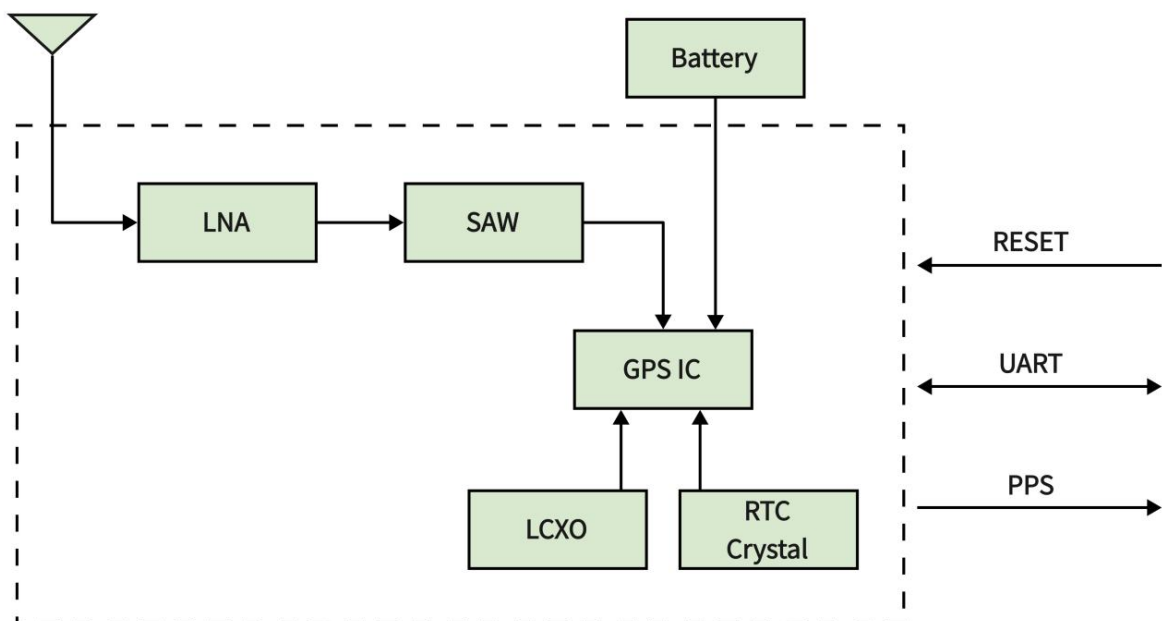 Battery
LNA
SAW
RESET
GPS IC
UART
LCXO
RTC
Crystal
PPS